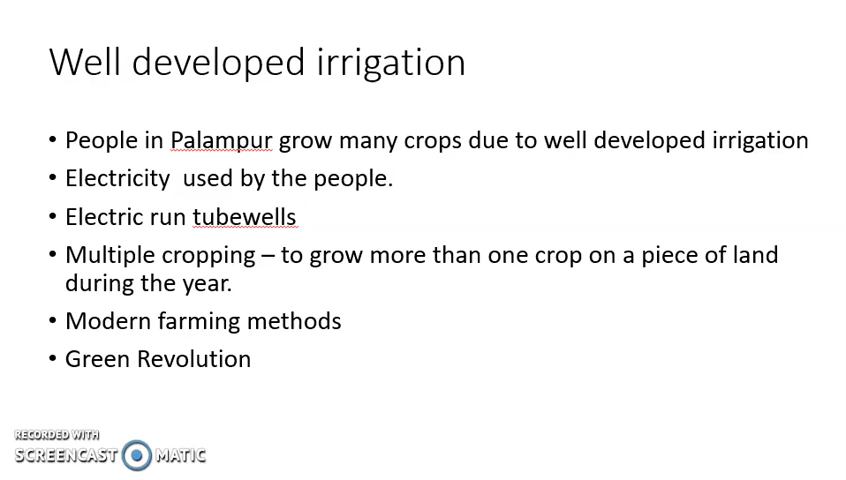 Well developed irrigation
• People in Palampur grow many crops due to well developed irrigation
• Electricity  used by the people.
• Electric run tubewells
• Multiple cropping – to grow more than one crop on a piece of land
during the year.
• Modern farming methods
• Green Revolution
RECORDED WITH
SCREENCAST MATIC